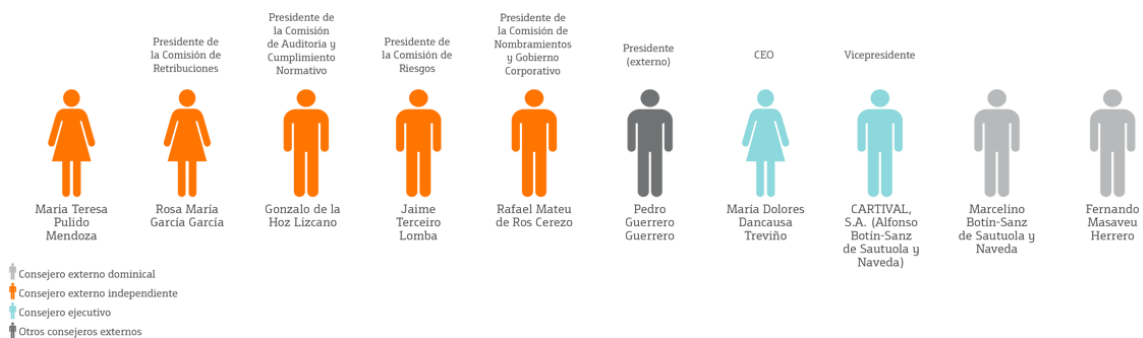 Presidente de
la Comisión de
Retribuciones
Presidente de
la Comisión
de Auditoría y
Cumplimiento
Normativo
Presidente de
la Comisión de
Riesgos
Presidente de
la Comisión de
Nombramientos
y Gobierno
Corporativo
Presidente
(externo)
CEO
Vicepresidente
Maria Teresa
Pulido
Mendoza
Rosa María
García García
Gonzalo de la
Hoz Lizcano
Jaime
Terceiro
Lomba
Rafael Mateu
de Ros Cerezo
Pedro
Guerrero
Guerrero
María Dolores
Dancausa
Treviño
CARTIVAL,
S.A. (Alfonso
Botín-Sanz
de Sautuola y
Naveda)
Marcelino
Botín-Sanz
de Sautuola y
Naveda
Fernando
Masaveu
Herrero
Consejero externo dominical
Consejero externo independiente
Consejero ejecutivo
Otros consejeros externos